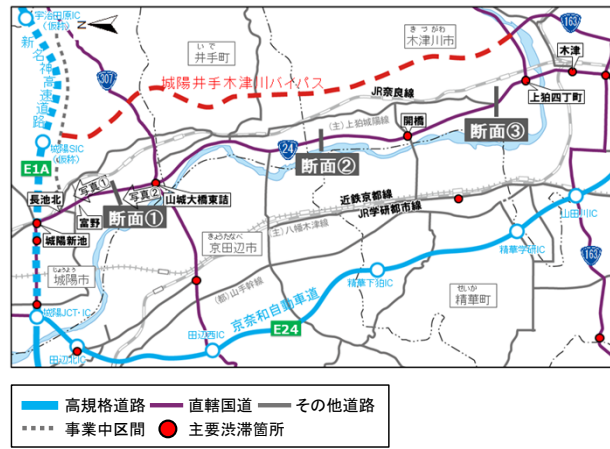 宇治田原IC
(仮称)
新名神高速道路
N
307
いで
井手町
きづがわ
木津川市
163
木津
城陽井手木津川バイパス
JR奈良線
上狛四丁町
(主)上狛城陽線
開橋
断面③
城陽SIC
(仮称)
24
断面②
E1A
写真①
写真②
長池北
山城大橋東詰
富野
断面①
近鉄京都線
JR学研都市線
山田川IC
城陽新池
きょうたなべ
京田辺市
(主)八幡木津線
精華学研IC
163
じょうよう
城陽市
(都)山手幹線
精華下狛IC
せいか
精華町
京奈和自動車道
城陽JCT・IC
E24
田辺西IC
田辺北IC
高規格道路 直轄国道 その他道路
事業中区間 主要渋滞箇所